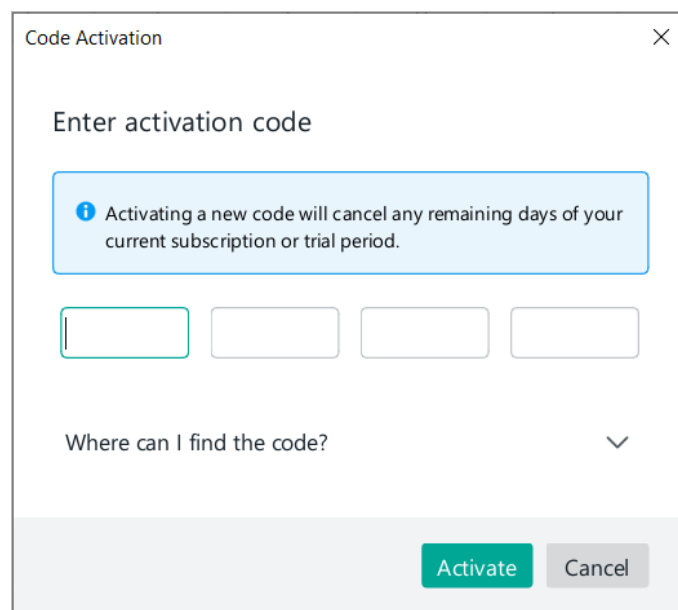 Code Activation
Enter activation code
Activating a new code will cancel any remaining days of your
current subscription or trial period.
Where can I find the code?
Activate Cancel